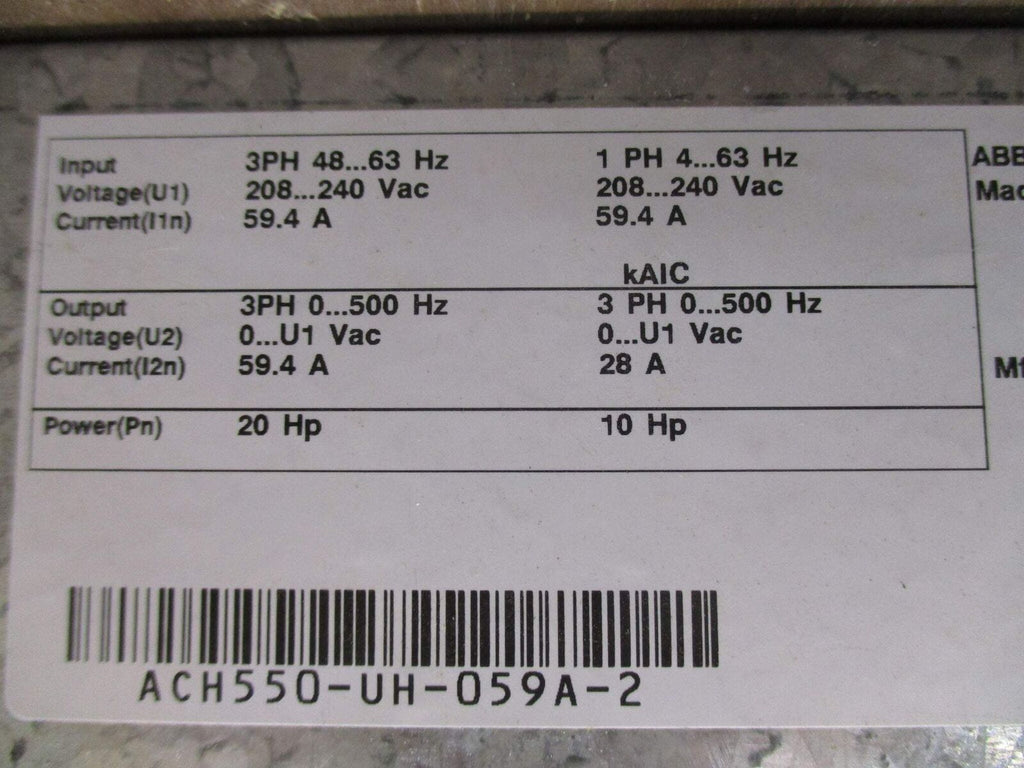 Input 3PH 48...63 Hz 1 PH 4...63 Hz ABB
Voltage(U1) 208...240 Vac 208...240 Vac
Current(I1n) 59.4 A 59.4 A
kAIC
Output 3PH 0...500 Hz 3 PH 0...500 Hz
Voltage(U2) 0...U1 Vac 0...U1 Vac
Current(I2n) 59.4 A 28 A
Power(Pn) 20 Hp 10 Hp
ACH550-UH-059A-2